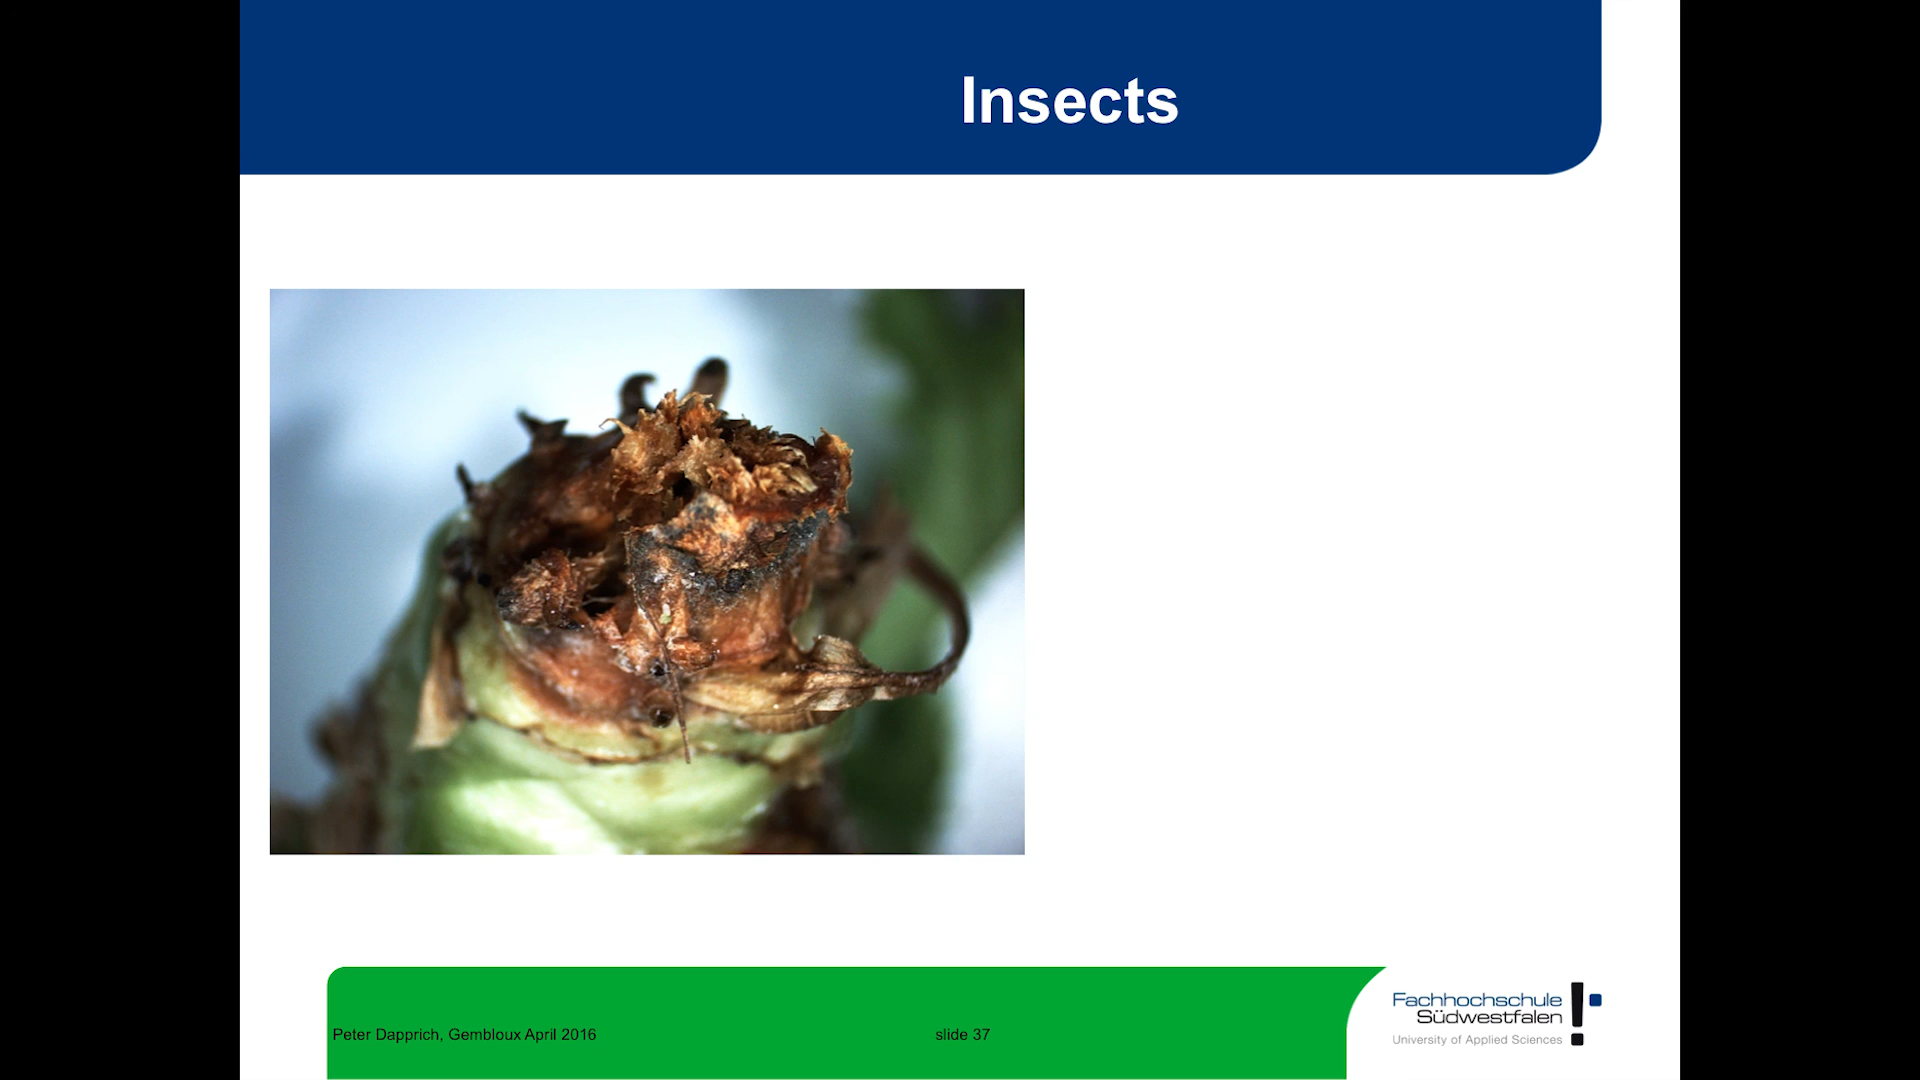 Insects
Peter Dapprich, Gembloux April 2016
slide 37
Fachhochschule
Südwestfalen
University of Applied Sciences